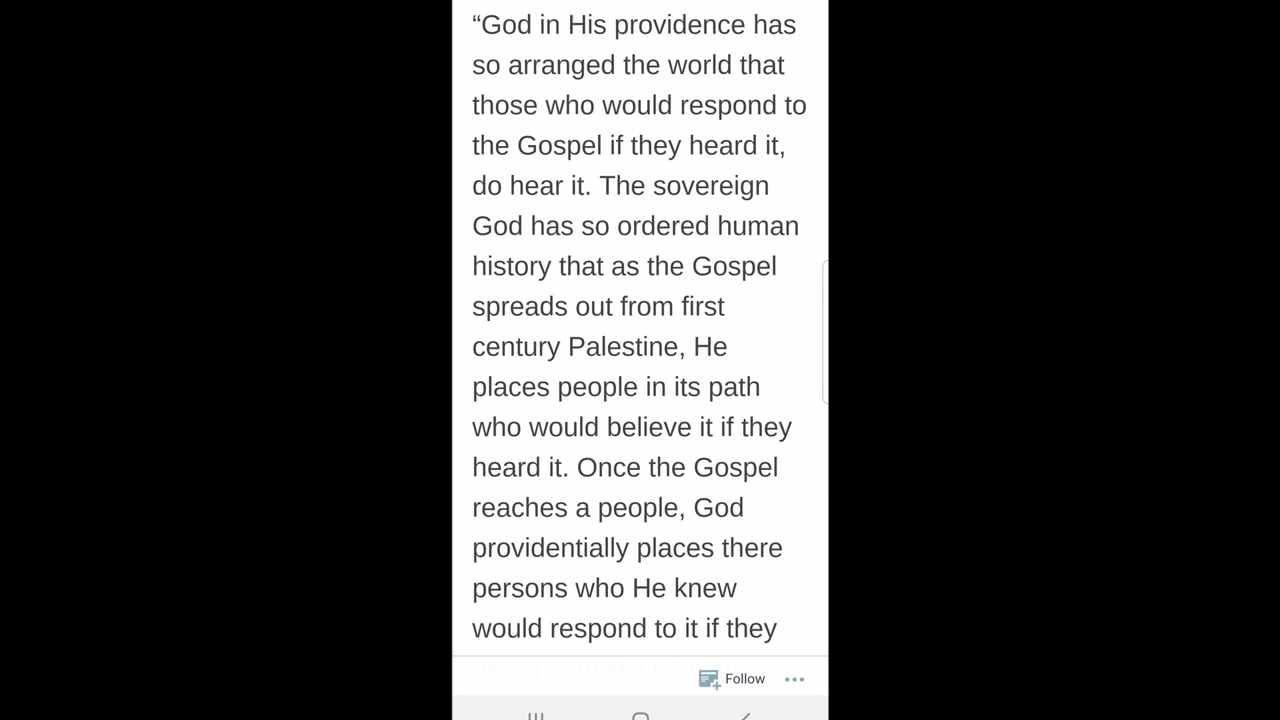 “God in His providence has
so arranged the world that
those who would respond to
the Gospel if they heard it,
do hear it. The sovereign
God has so ordered human
history that as the Gospel
spreads out from first
century Palestine, He
places people in its path
who would believe it if they
heard it. Once the Gospel
reaches a people, God
providentially places there
persons who He knew
would respond to it if they
heard it. In His
Follow